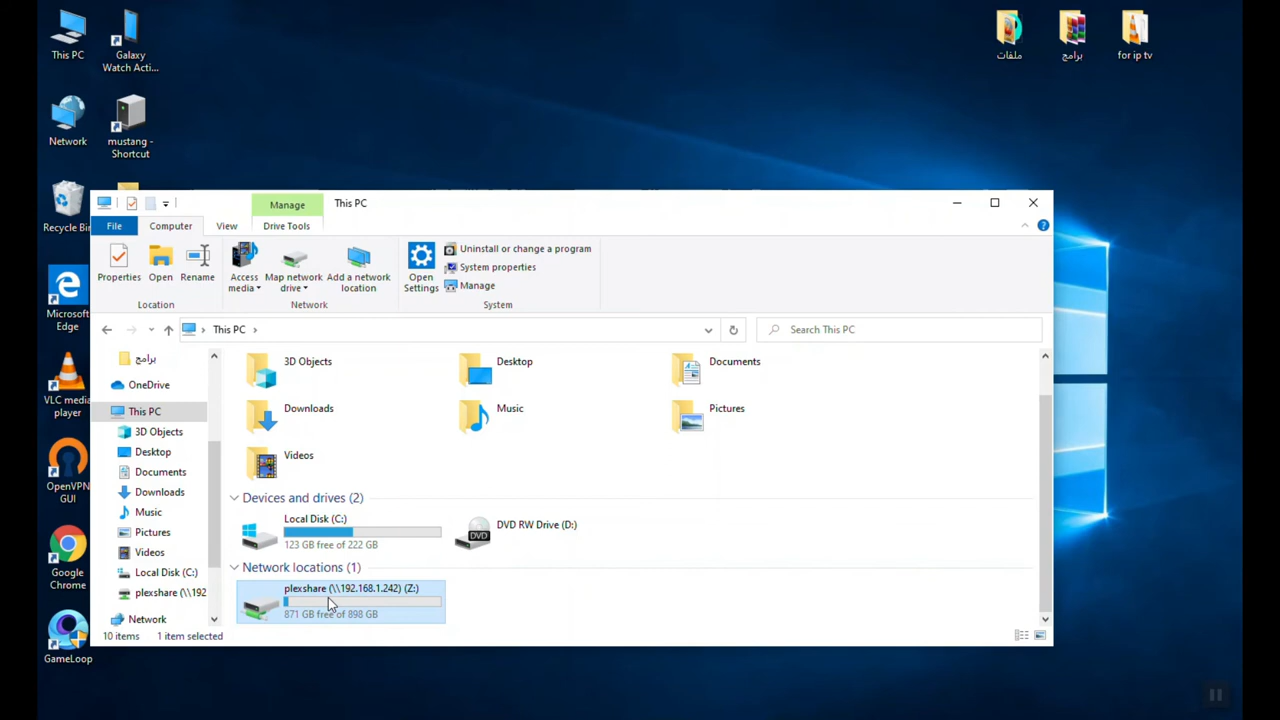 This PC
Galaxy
Watch Acti...
ملفات
برامج
for ip tv
Network
mustang -
Shortcut
Recycle Bin
Microsoft
Edge
VLC media
player
OpenVPN
GUI
Google
Chrome
GameLoop
Manage
This PC
File
Computer
View
Drive Tools
Properties
Open
Rename
Access
media
Map network
drive
Add a network
location
Open
Settings
Uninstall or change a program
System properties
Manage
Location
Network
System
This PC
Search This PC
برامج
OneDrive
This PC
3D Objects
Desktop
Documents
Downloads
Music
Pictures
Videos
Local Disk (C:)
plexshare (\\192
Network
3D Objects
Desktop
Documents
Downloads
Music
Pictures
Videos
Devices and drives (2)
Local Disk (C:)
123 GB free of 222 GB
DVD RW Drive (D:)
DVD
Network locations (1)
plexshare (\\192.168.1.242) (Z:)
871 GB free of 898 GB
10 items
1 item selected